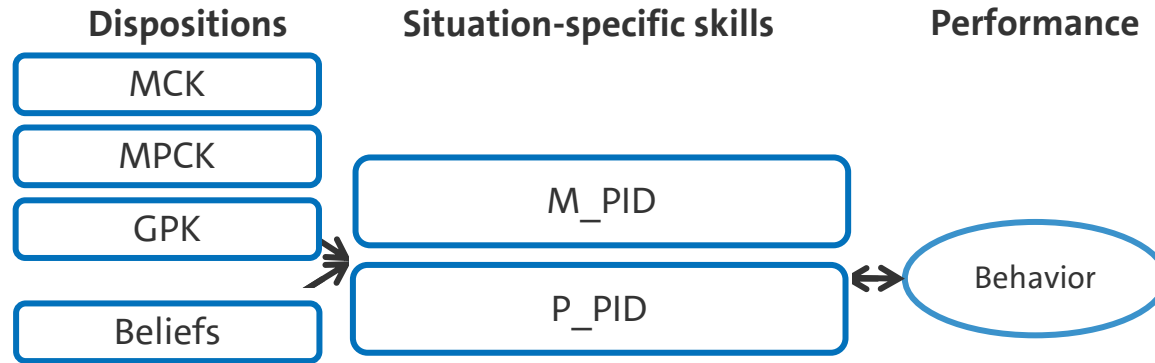 Dispositions
Situation-specific skills
Performance
MCK
MPCK
GPK
Beliefs
M_PID
P_PID
Behavior